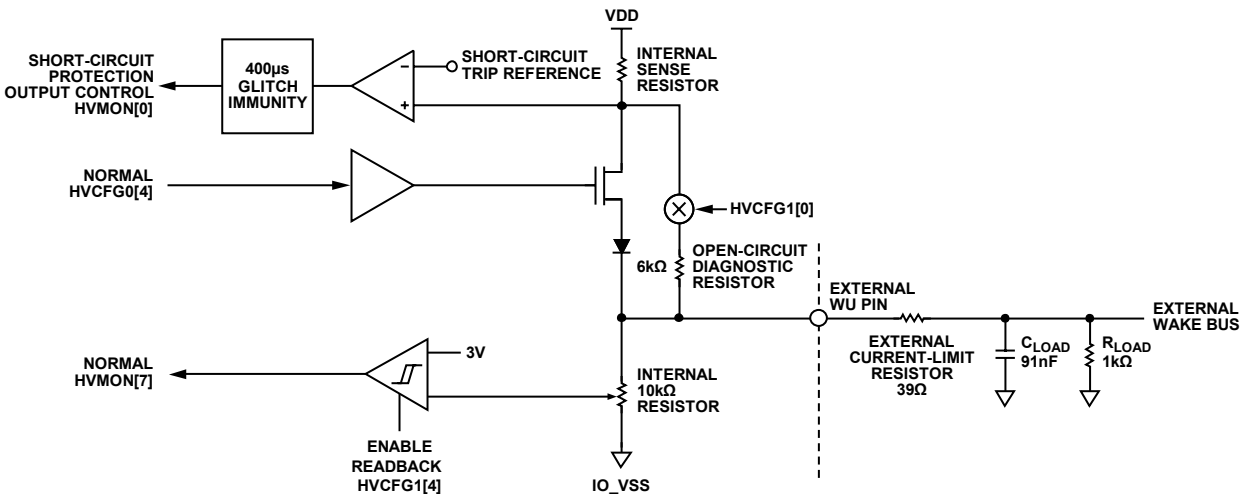 VDD
SHORT-CIRCUIT
PROTECTION
OUTPUT CONTROL
HVMON[0]
400µs
GLITCH
IMMUNITY
–
+
SHORT-CIRCUIT
TRIP REFERENCE
INTERNAL
SENSE
RESISTOR
NORMAL
HVCFG0[4]
HVCFG1[0]
6kΩ
OPEN-CIRCUIT
DIAGNOSTIC
RESISTOR
EXTERNAL
WU PIN
EXTERNAL
WAKE BUS
NORMAL
HVMON[7]
3V
ENABLE
READBACK
HVCFG1[4]
INTERNAL
10kΩ
RESISTOR
IO_VSS
EXTERNAL
CURRENT-LIMIT
RESISTOR
39Ω
CLOAD
91nF
RLOAD
1kΩ